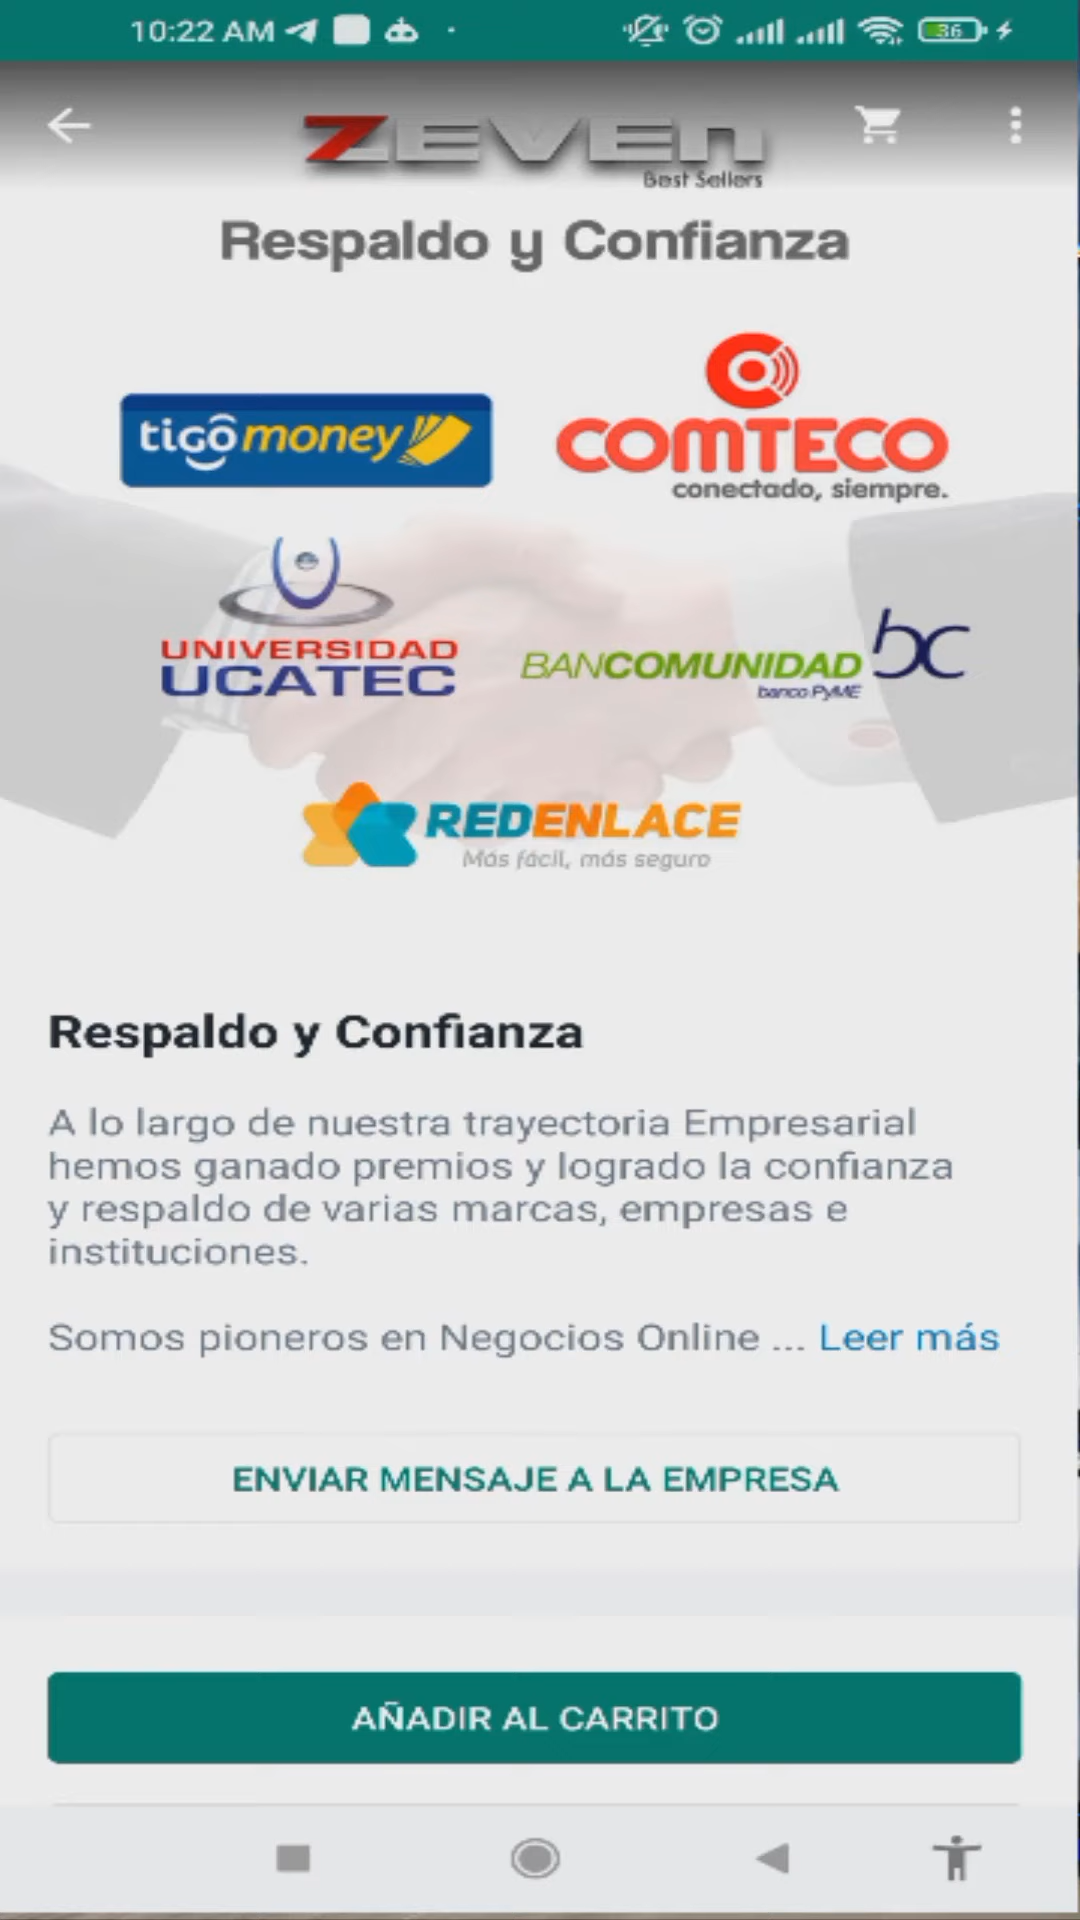 10:22 AM
36
ZEVEN
Best Sellers
Respaldo y Confianza
tigo money
COMTECO
conectado, siempre.
UNIVERSIDAD
UCATEC
BANCOMUNIDAD bc
banco PyME
REDENLACE
Más fácil, más seguro
Respaldo y Confianza
A lo largo de nuestra trayectoria Empresarial
hemos ganado premios y logrado la confianza
y respaldo de varias marcas, empresas e
instituciones.
Somos pioneros en Negocios Online ... Leer más
ENVIAR MENSAJE A LA EMPRESA
AÑADIR AL CARRITO